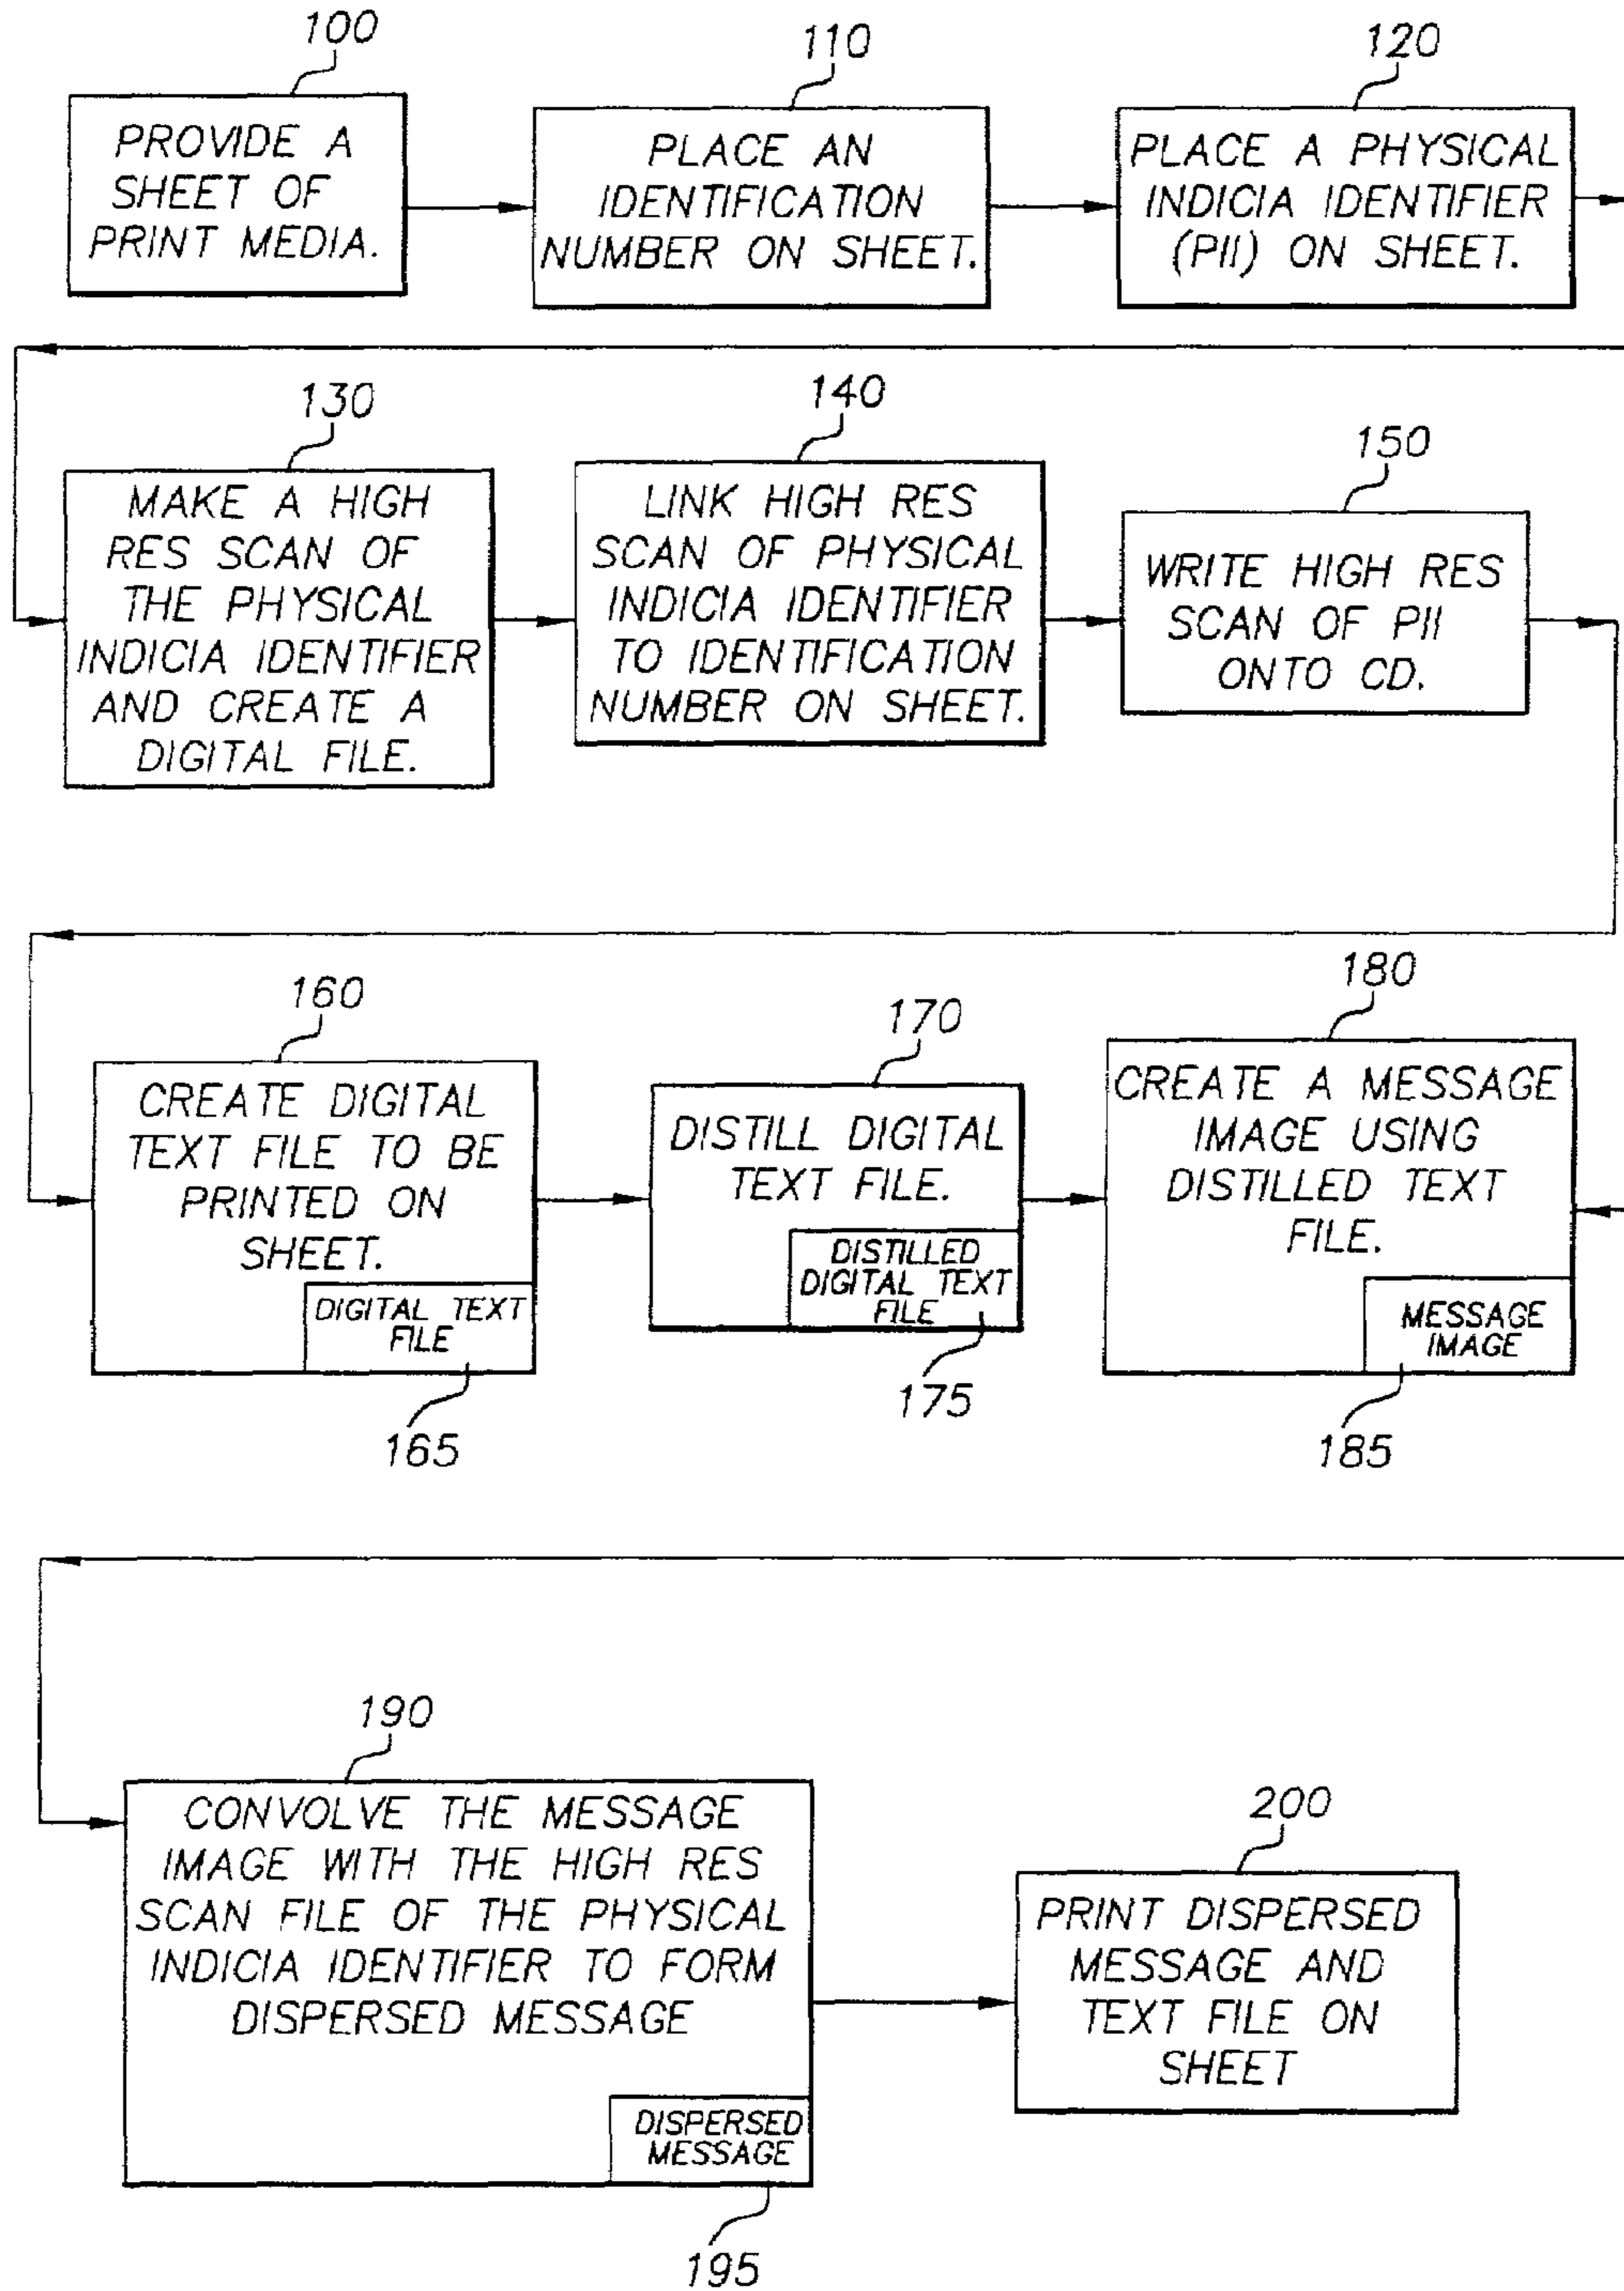 100
PROVIDE A
SHEET OF
PRINT MEDIA.
110
PLACE AN
IDENTIFICATION
NUMBER ON SHEET.
120
PLACE A PHYSICAL
INDICIA IDENTIFIER
(PII) ON SHEET.
130
MAKE A HIGH
RES SCAN OF
THE PHYSICAL
INDICIA IDENTIFIER
AND CREATE A
DIGITAL FILE.
140
LINK HIGH RES
SCAN OF PHYSICAL
INDICIA IDENTIFIER
TO IDENTIFICATION
NUMBER ON SHEET.
150
WRITE HIGH RES
SCAN OF PII
ONTO CD.
160
CREATE DIGITAL
TEXT FILE TO BE
PRINTED ON
SHEET.
DIGITAL TEXT
FILE
165
170
DISTILL DIGITAL
TEXT FILE.
DISTILLED
DIGITAL TEXT
FILE
175
180
CREATE A MESSAGE
IMAGE USING
DISTILLED TEXT
FILE.
MESSAGE
IMAGE
185
190
CONVOLVE THE MESSAGE
IMAGE WITH THE HIGH RES
SCAN FILE OF THE PHYSICAL
INDICIA IDENTIFIER TO FORM
DISPERSED MESSAGE
DISPERSED
MESSAGE
195
200
PRINT DISPERSED
MESSAGE AND
TEXT FILE ON
SHEET